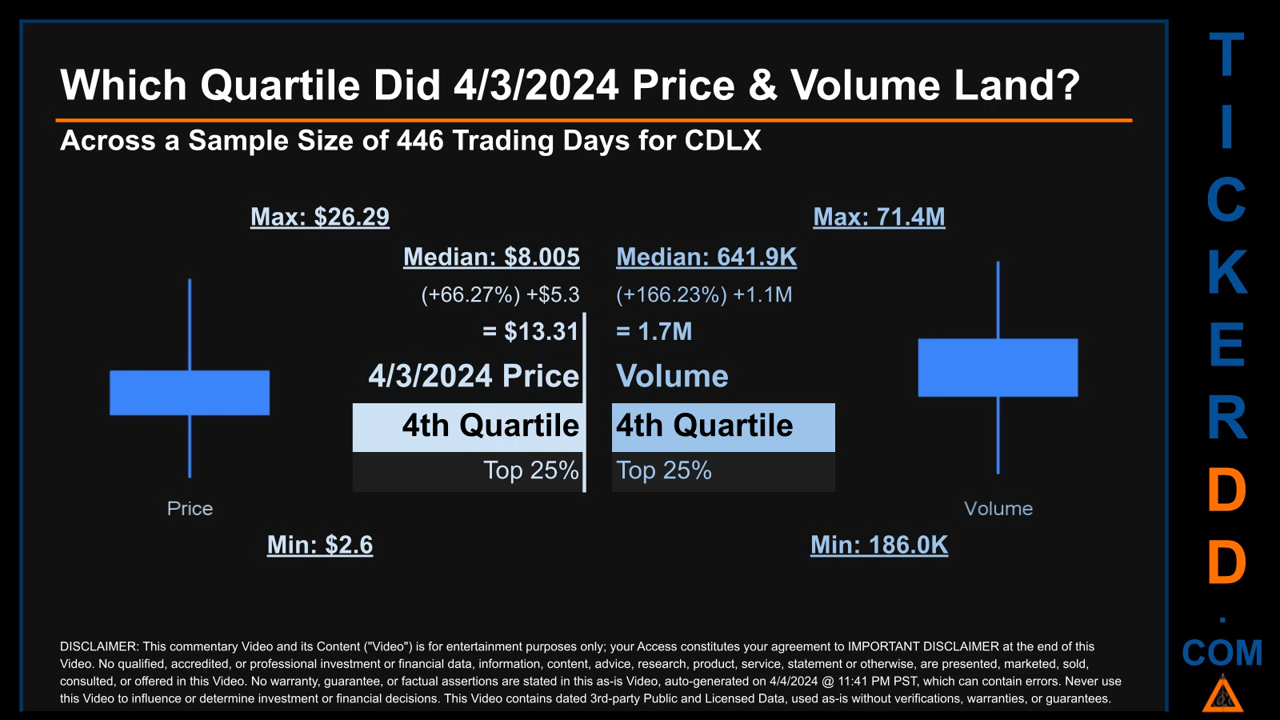 Which Quartile Did 4/3/2024 Price & Volume Land?
Across a Sample Size of 446 Trading Days for CDLX
Max: $26.29
Median: $8.005
(+66.27%) +$5.3
= $13.31
4/3/2024 Price
4th Quartile
Top 25%
Price
Min: $2.6
Max: 71.4M
Median: 641.9K
(+166.23%) +1.1M
= 1.7M
Volume
4th Quartile
Top 25%
Volume
Min: 186.0K
DISCLAIMER: This commentary Video and its Content ("Video") is for entertainment purposes only; your Access constitutes your agreement to IMPORTANT DISCLAIMER at the end of this
Video. No qualified, accredited, or professional investment or financial data, information, content, advice, research, product, service, statement or otherwise, are presented, marketed, sold,
consulted, or offered in this Video. No warranty, guarantee, or factual assertions are stated in this as-is Video, auto-generated on 4/4/2024 @ 11:41 PM PST, which can contain errors. Never use
this Video to influence or determine investment or financial decisions. This Video contains dated 3rd-party Public and Licensed Data, used as-is without verifications, warranties, or guarantees.
T
I
C
K
E
R
D
D
.
COM